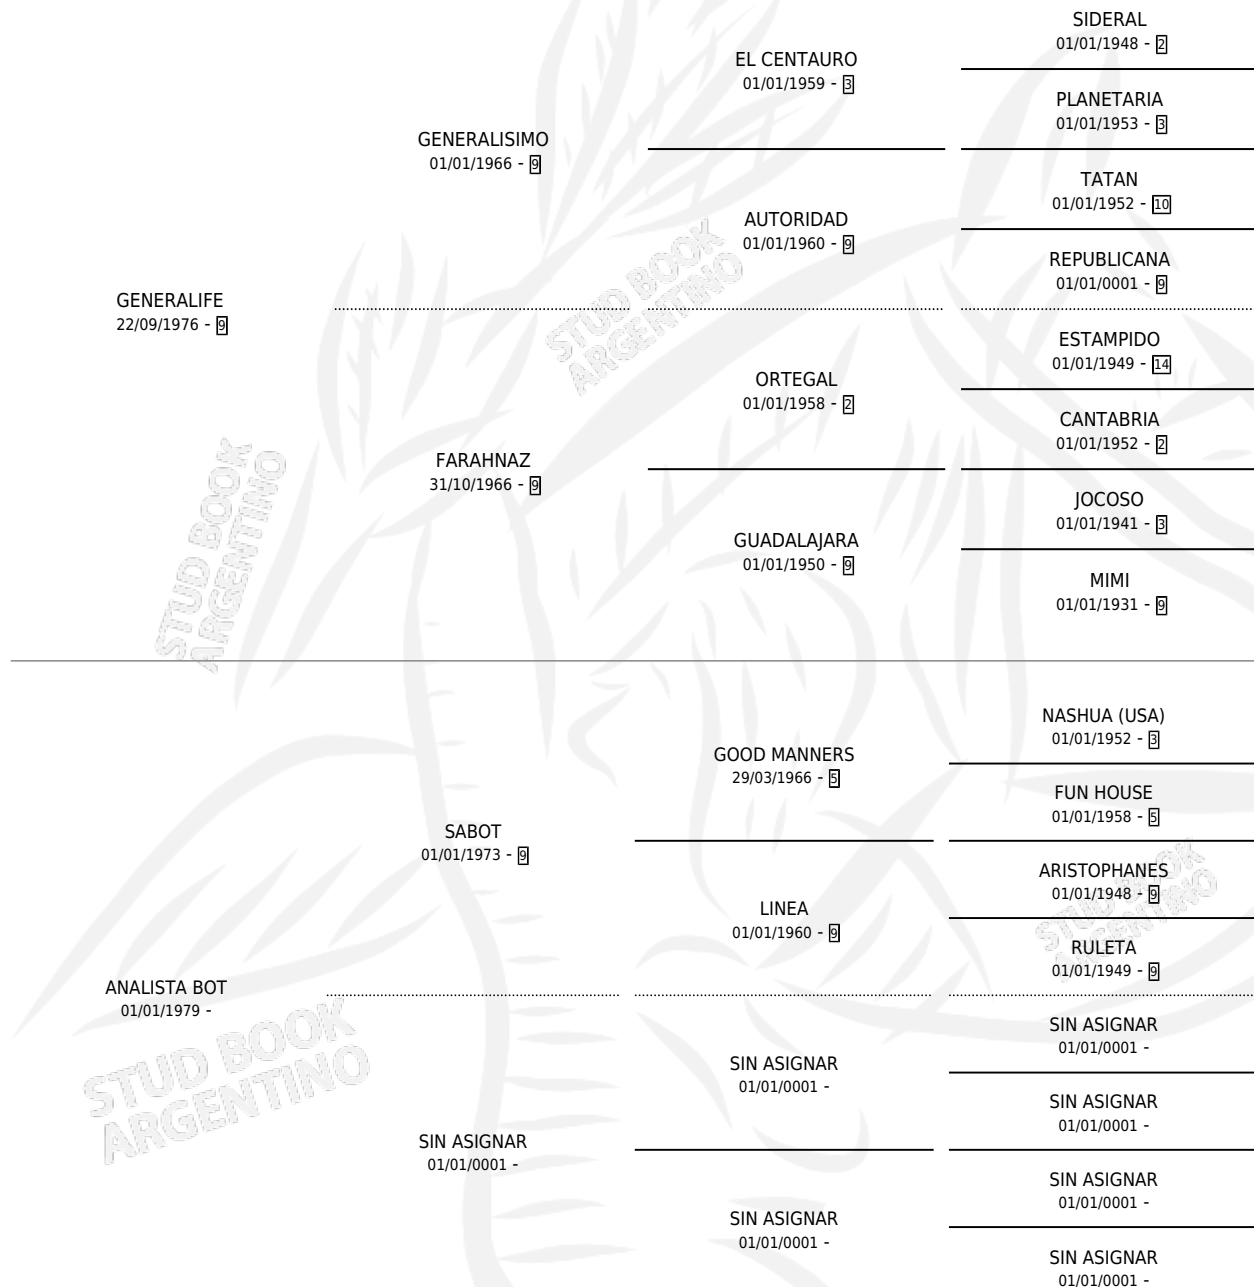 SIDERAL
01/01/1948 - 2
EL CENTAURO
01/01/1959 - 3
PLANETARIA
01/01/1953 - 3
GENERALISIMO
01/01/1966 - 9
TATAN
01/01/1952 - 10
AUTORIDAD
01/01/1960 - 9
REPUBLICANA
01/01/0001 - 9
GENERALIFE
22/09/1976 - 9
ESTAMPIDO
01/01/1949 - 14
ORTEGAL
01/01/1958 - 2
CANTABRIA
01/01/1952 - 2
FARAHNAZ
31/10/1966 - 9
JOCOSO
01/01/1941 - 3
GUADALAJARA
01/01/1950 - 9
MIMI
01/01/1931 - 9
STUD BOOK
ARGENTINO
STUD BOOK
ARGENTINO
NASHUA (USA)
01/01/1952 - 3
GOOD MANNERS
29/03/1966 - 5
FUN HOUSE
01/01/1958 - 5
SABOT
01/01/1973 - 9
ARISTOPHANES
01/01/1948 - 9
LINEA
01/01/1960 - 9
RULETA
01/01/1949 - 9
STUD BOOK
ARGENTINO
ANALISTA BOT
01/01/1979 -
SIN ASIGNAR
01/01/0001 -
SIN ASIGNAR
01/01/0001 -
SIN ASIGNAR
01/01/0001 -
SIN ASIGNAR
01/01/0001 -
SIN ASIGNAR
01/01/0001 -
SIN ASIGNAR
01/01/0001 -
SIN ASIGNAR
01/01/0001 -
STUD BOOK
ARGENTINO